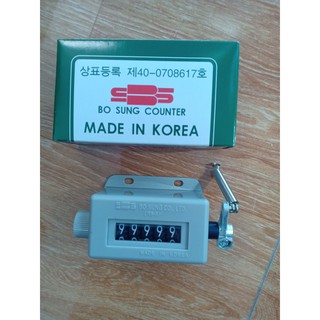 상표등록 제40-0708617호
SBS
BO SUNG COUNTER
MADE IN KOREA
99999